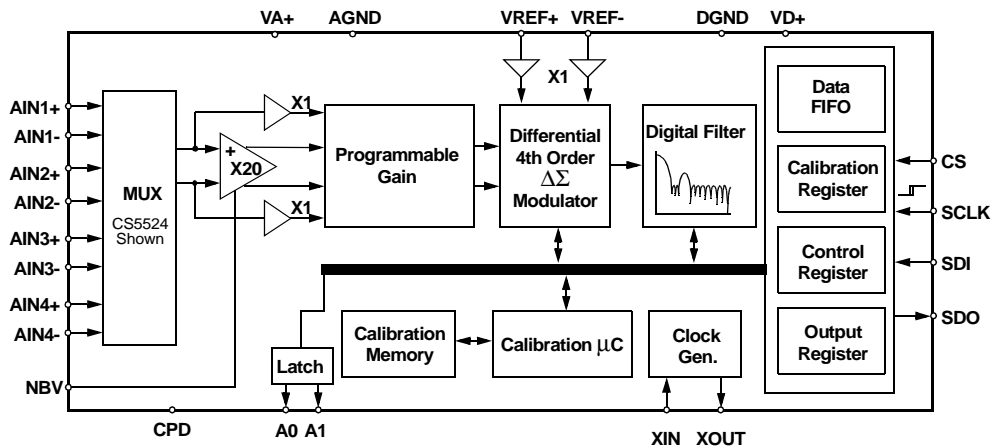 VA+ AGND VREF+ VREF- DGND VD+
AIN1+
AIN1-
AIN2+
AIN2-
AIN3+
AIN3-
AIN4+
AIN4-
NBV
MUX
CS5524
Shown
X1
+
X20
X1
Programmable
Gain
X1
Differential
4th Order
ΔΣ
Modulator
Digital Filter
Data
FIFO
Calibration
Register
Control
Register
Output
Register
CS
SCLK
SDI
SDO
Latch
Calibration
Memory
Calibration μC
Clock
Gen.
CPD A0 A1 XIN XOUT